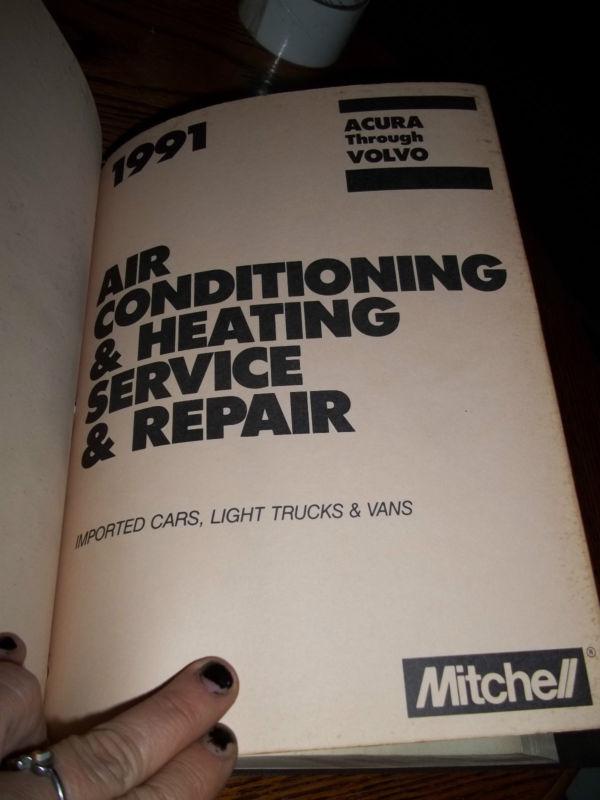 1991
ACURA
Through
VOLVO
AIR
CONDITIONING
& HEATING
SERVICE
& REPAIR
IMPORTED CARS, LIGHT TRUCKS & VANS
Mitchell®